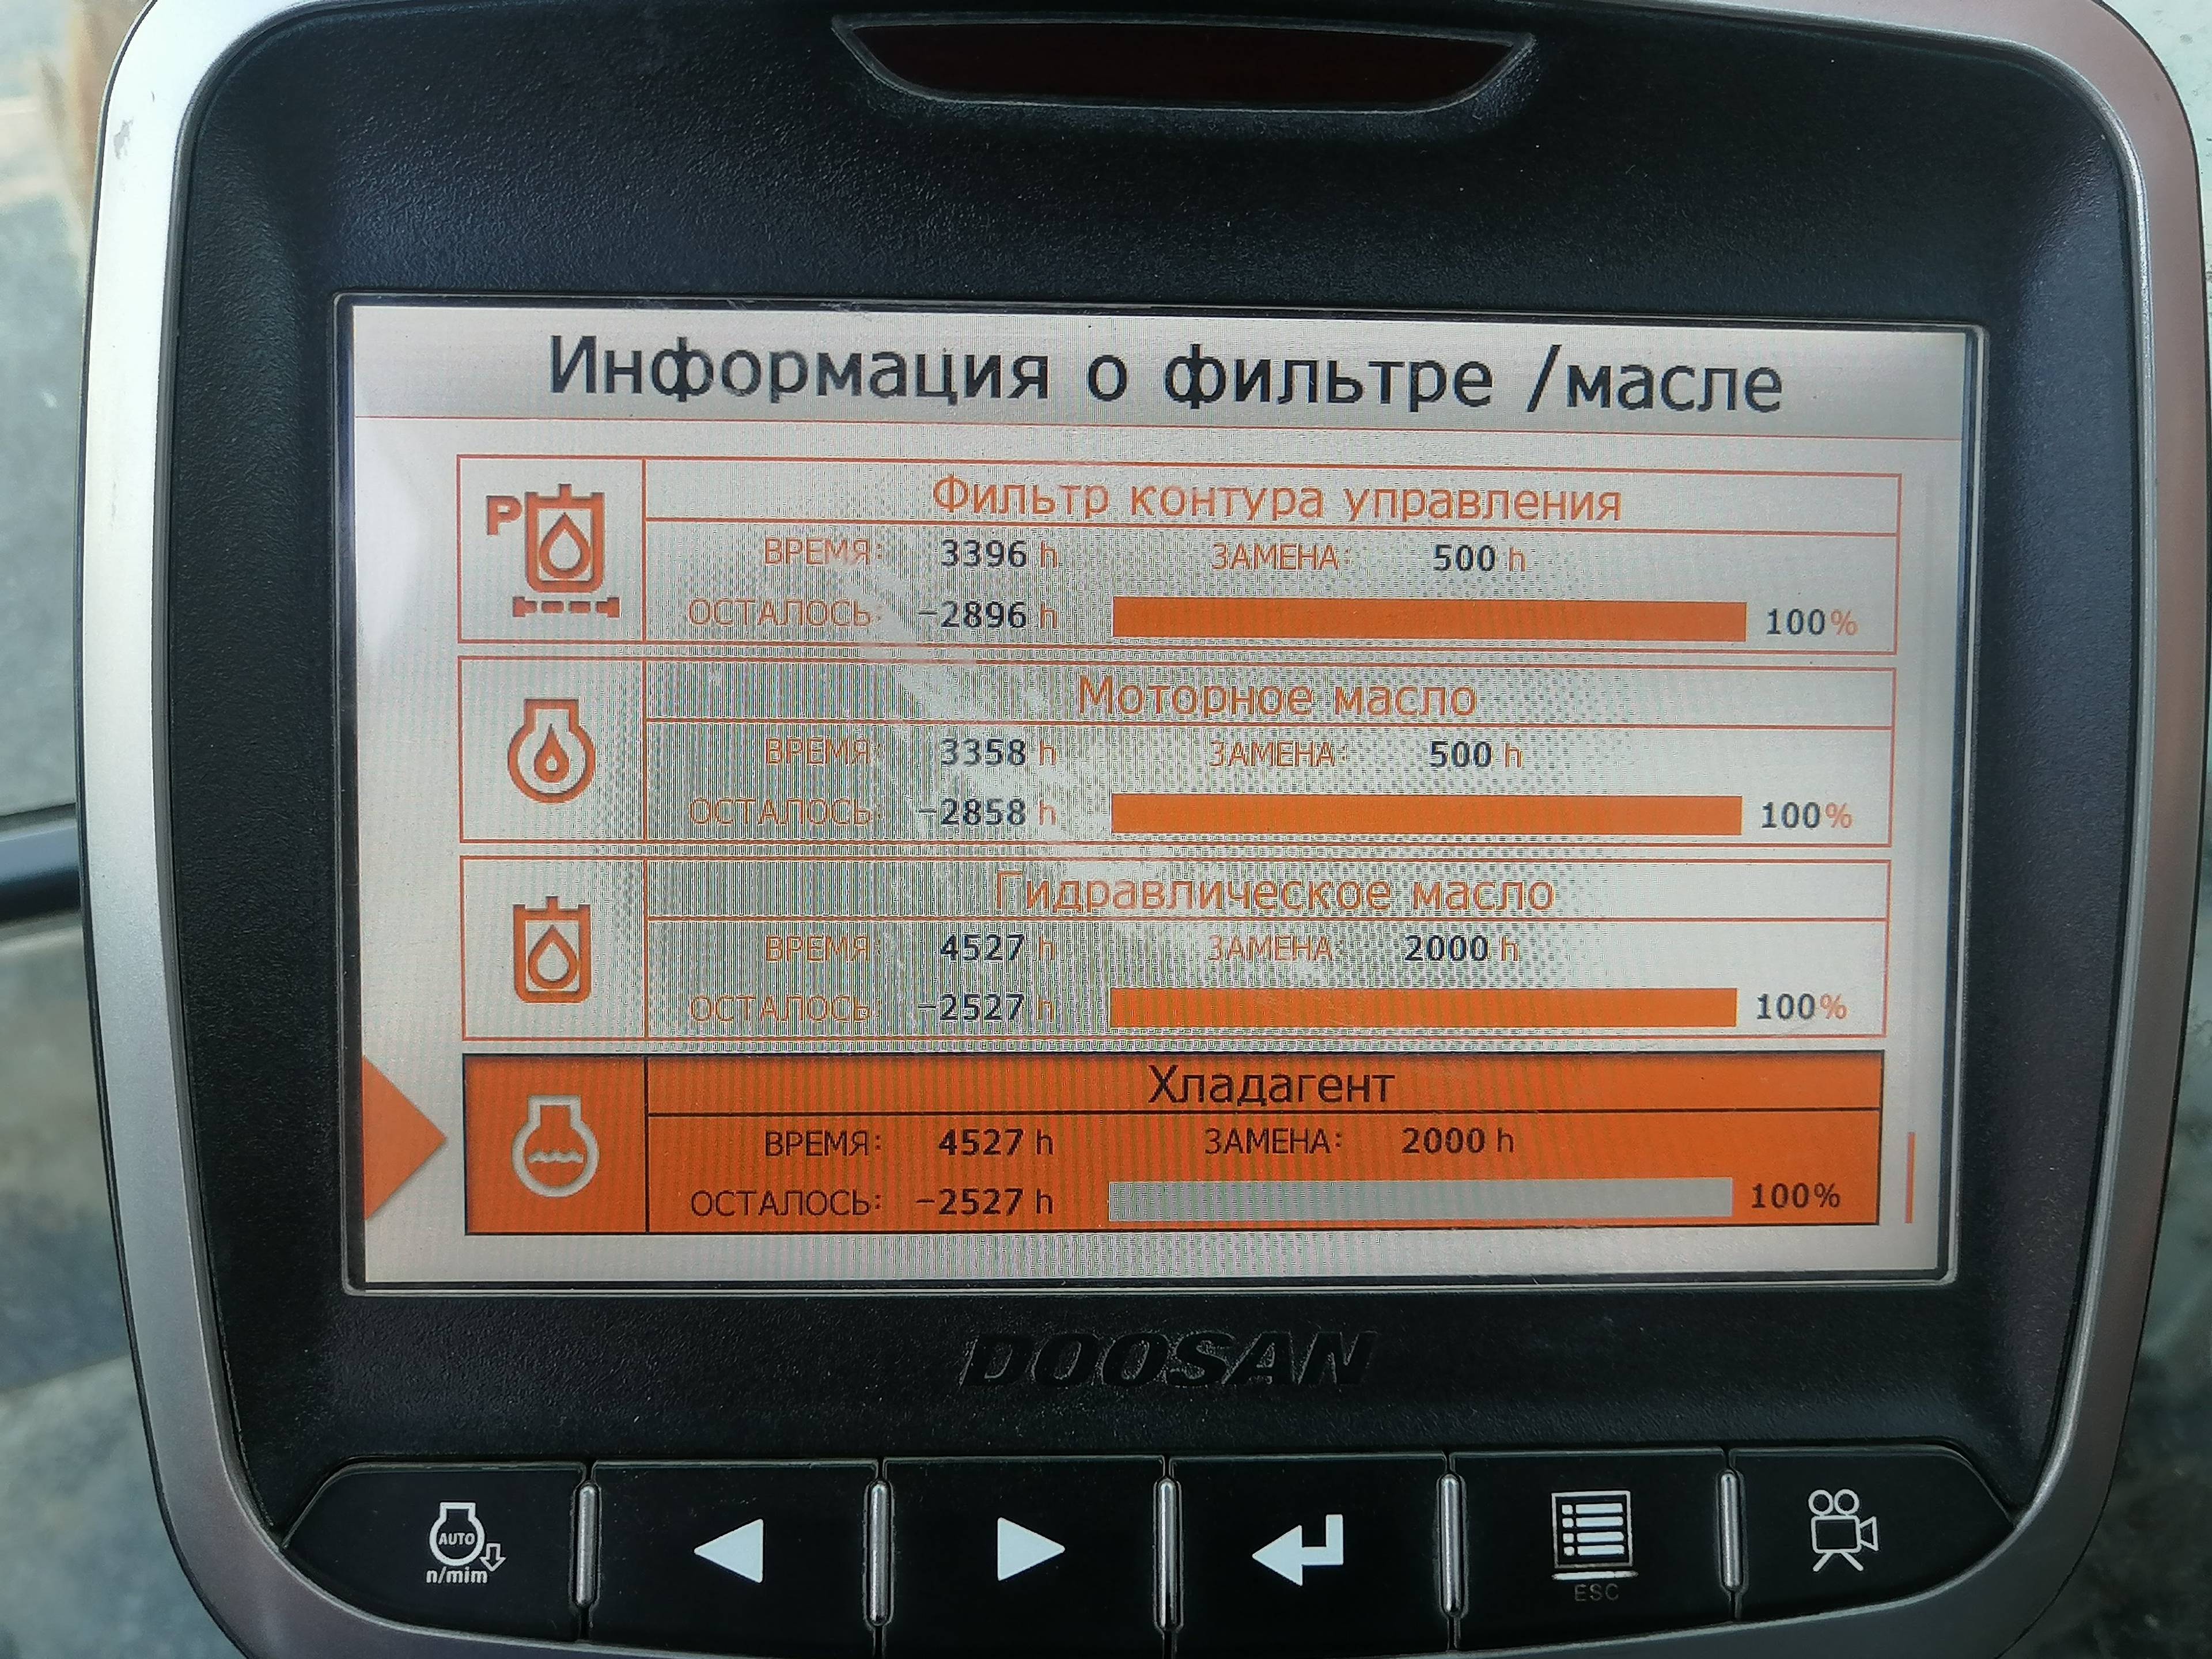 Информация о фильтре /масле
P
Фильтр контура управления
ВРЕМЯ: 3396 h ЗАМЕНА: 500 h
ОСТАЛОСЬ: -2896 h 100%
Моторное масло
ВРЕМЯ: 3358 h ЗАМЕНА: 500 h
ОСТАЛОСЬ: -2858 h 100%
Гидравлическое масло
ВРЕМЯ: 4527 h ЗАМЕНА: 2000 h
ОСТАЛОСЬ: -2527 h 100%
Хладагент
ВРЕМЯ: 4527 h ЗАМЕНА: 2000 h
ОСТАЛОСЬ: -2527 h 100%
DOOSAN
AUTO
n/mim
ESC